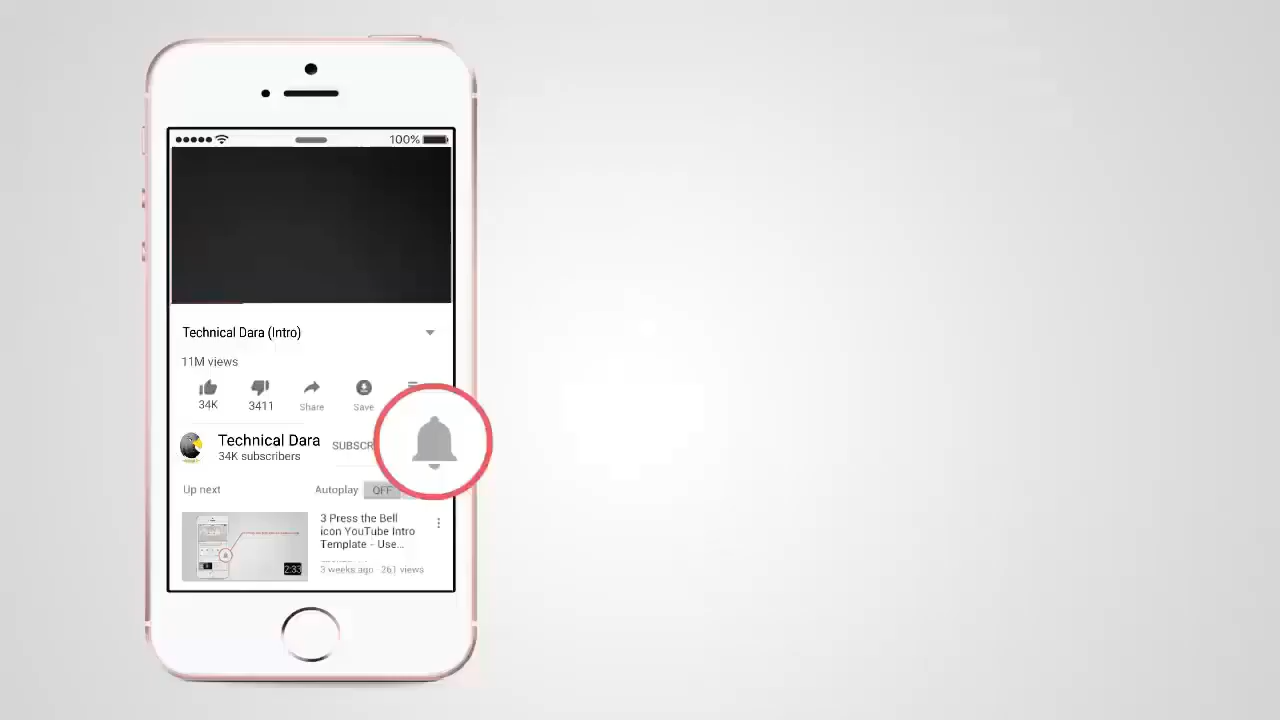 100%
Technical Dara (Intro)
11M views
34K 3411 Share Save
Technical Dara SUBSCR
34K subscribers
Up next Autoplay OFF
3 Press the Bell
icon YouTube Intro
Template - Use...
2:33
3 weeks ago 261 views